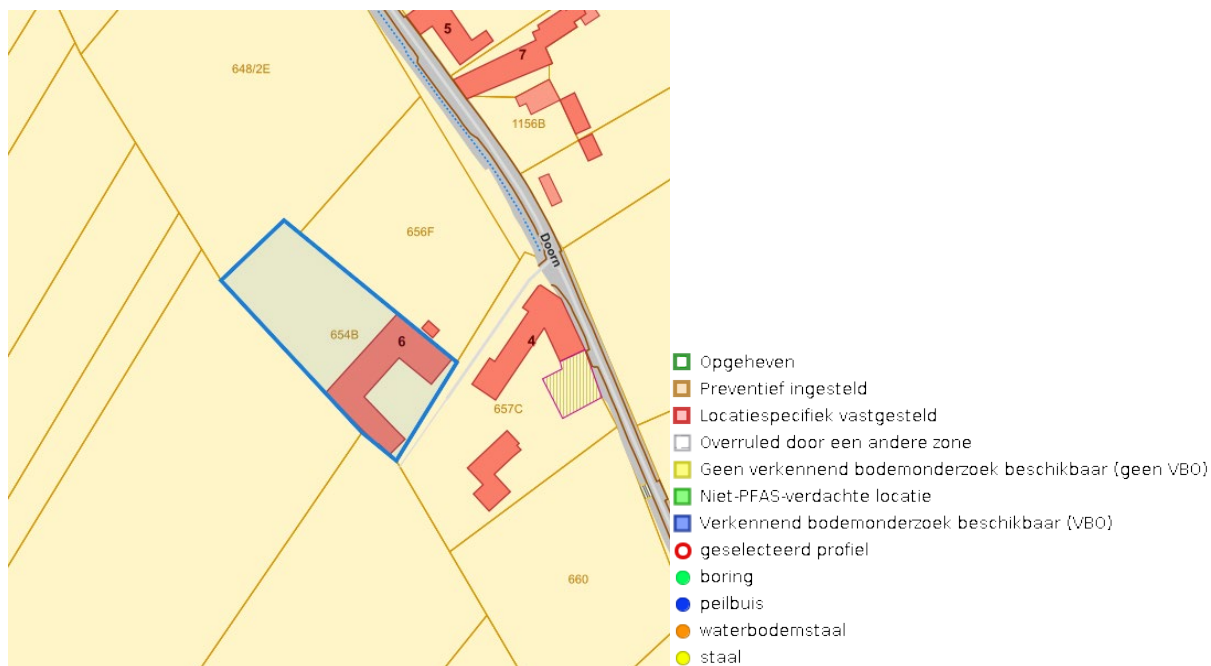 5
7
648/2E
1156B
656F
Doorn
654B
6
4
657C
660
Opgeheven
Preventief ingesteld
Locatiespecifiek vastgesteld
Overruled door een andere zone
Geen verkennend bodemonderzoek beschikbaar (geen VBO)
Niet-PFAS-verdachte locatie
Verkennend bodemonderzoek beschikbaar (VBO)
geselecteerd profiel
boring
peilbuis
waterbodemstaal
staal